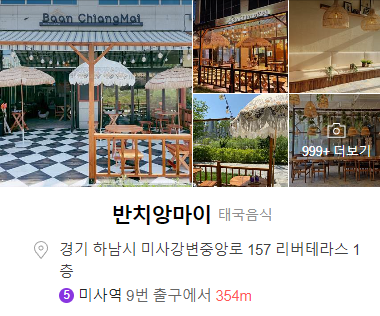 Baan ChiangMai
999+ 더보기
반치앙마이 태국음식
경기 하남시 미사강변중앙로 157 리버테라스 1
층
5 미사역 9번 출구에서 354m